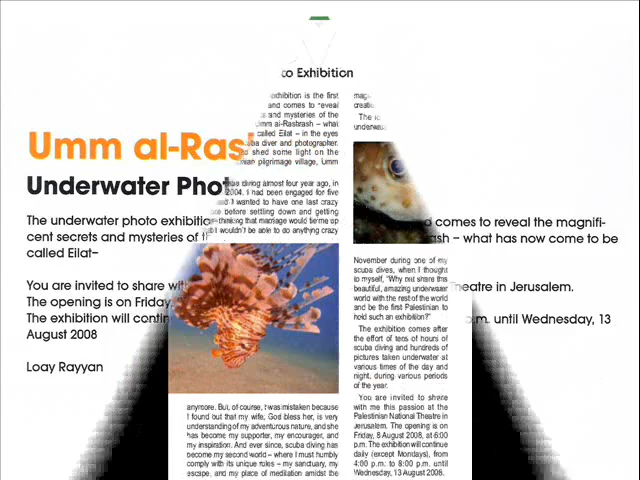 to Exhibition
exhibition is the first
and comes to reveal
and mysteries of the
Umm al-Rashrash – what
called Eilat – in the eyes
diver and photographer.
shed some light on the
pilgrimage village, Umm
The
Umm al-Ras
Underwater Phot
The underwater photo exhibitio
cent secrets and mysteries of
called Eilat–
You are invited to share
The opening is on Friday,
The exhibition will contin
August 2008
Loay Rayyan
diving almost four year ago, in
2004. I had been engaged for five
I wanted to have one last crazy
before settling down and getting
thinking that marriage would tie me up
I wouldn't be able to do anything crazy
anymore. But, of course, I was mistaken because
I found out that my wife, God bless her, is very
understanding of my adventurous nature, and she
has become my supporter, my encourager, and
my inspiration. And ever since, scuba diving has
become my second world – where I must humbly
comply with its unique rules – my sanctuary, my
escape, and my place of meditation amidst the
comes to reveal the magnifi-
– what has now come to be
Theatre in Jerusalem.
p.m. until Wednesday, 13
November during one of my
scuba dives, when I thought
to myself, "Why not share this
beautiful, amazing underwater
world with the rest of the world
and be the first Palestinian to
hold such an exhibition?"
The exhibition comes after
the effort of tens of hours of
scuba diving and hundreds of
pictures taken underwater at
various times of the day and
night, during various periods
of the year.
You are invited to share
with me this passion at the
Palestinian National Theatre in
Jerusalem. The opening is on
Friday, 8 August 2008, at 6:00
p.m. The exhibition will continue
daily (except Mondays), from
4:00 p.m. to 8:00 p.m. until
Wednesday, 13 August 2008.